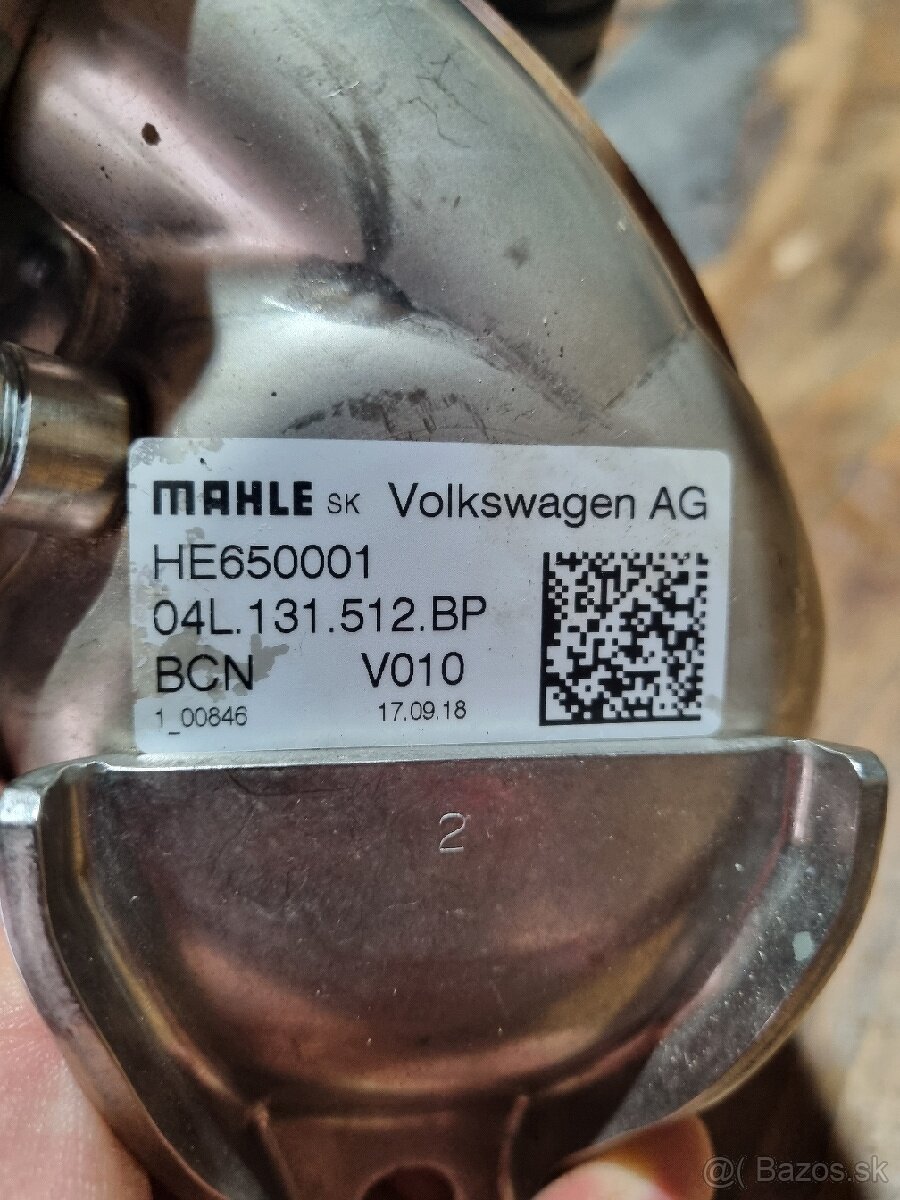 MAHLE SK Volkswagen AG
HE650001
04L.131.512.BP
BCN V010
1_00846 17.09.18
2
@( Bazos.sk